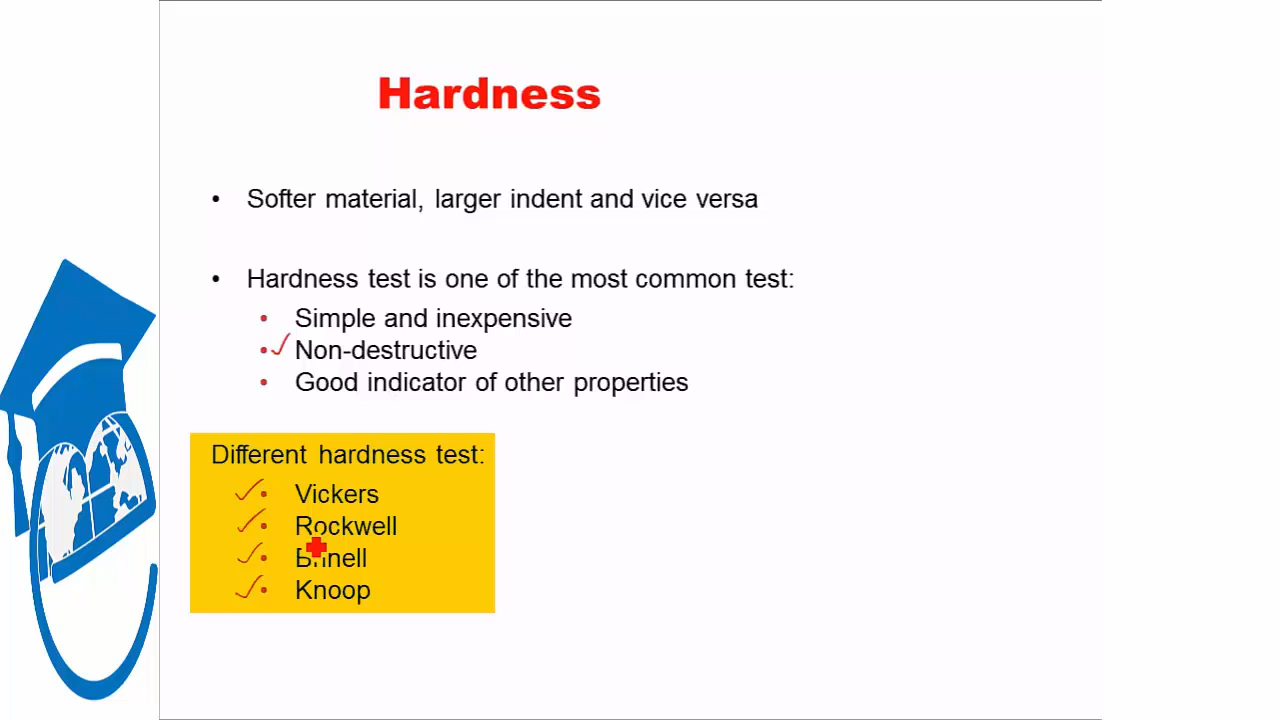 Hardness
• Softer material, larger indent and vice versa
• Hardness test is one of the most common test:
• Simple and inexpensive
• Non-destructive
• Good indicator of other properties
Different hardness test:
• Vickers
• Rockwell
•
• Knoop